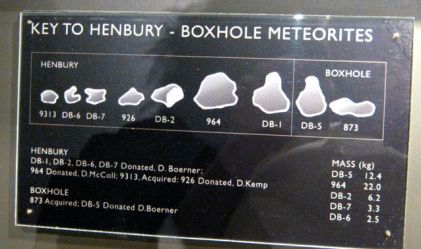 KEY TO HENBURY - BOXHOLE METEORITES
HENBURY
BOXHOLE
9313 DB-6 DB-7 926 DB-2 964 DB-1 DB-5 873
HENBURY
DB-1, DB-2, DB-6, DB-7 Donated, D. Boerner;
964 Donated, D.McColl; 9313, Acquired: 926 Donated, D.Kemp
BOXHOLE
873 Acquired; DB-5 Donated D.Boerner
MASS (kg)
DB-5 12.4
964 22.0
DB-2 6.2
DB-7 3.3
DB-6 2.5